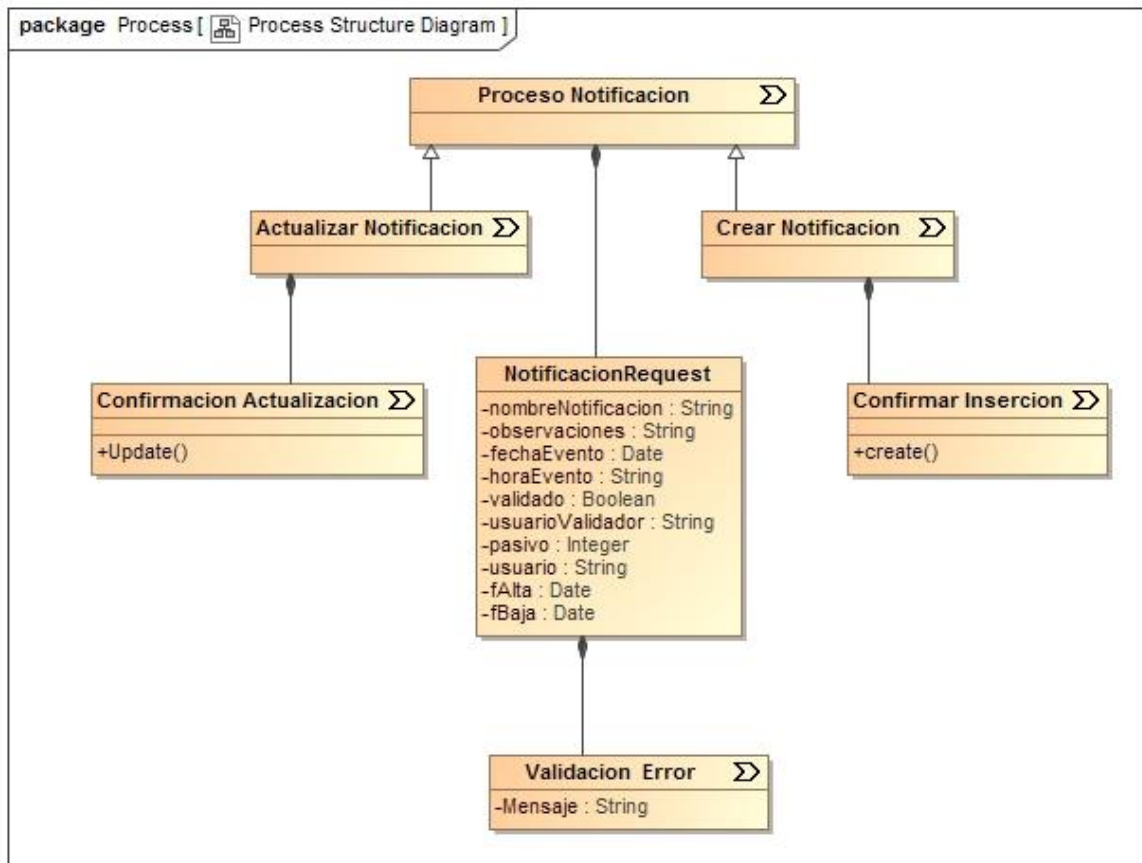 package Process [ Process Structure Diagram ]
Proceso Notificacion
Actualizar Notificacion
Crear Notificacion
Confirmacion Actualizacion
+Update()
NotificacionRequest
-nombreNotificacion : String
-observaciones : String
-fechaEvento : Date
-horaEvento : String
-validado : Boolean
-usuarioValidador : String
-pasivo : Integer
-usuario : String
-fAlta : Date
-fBaja : Date
Confirmar Insercion
+create()
Validacion Error
-Mensaje : String